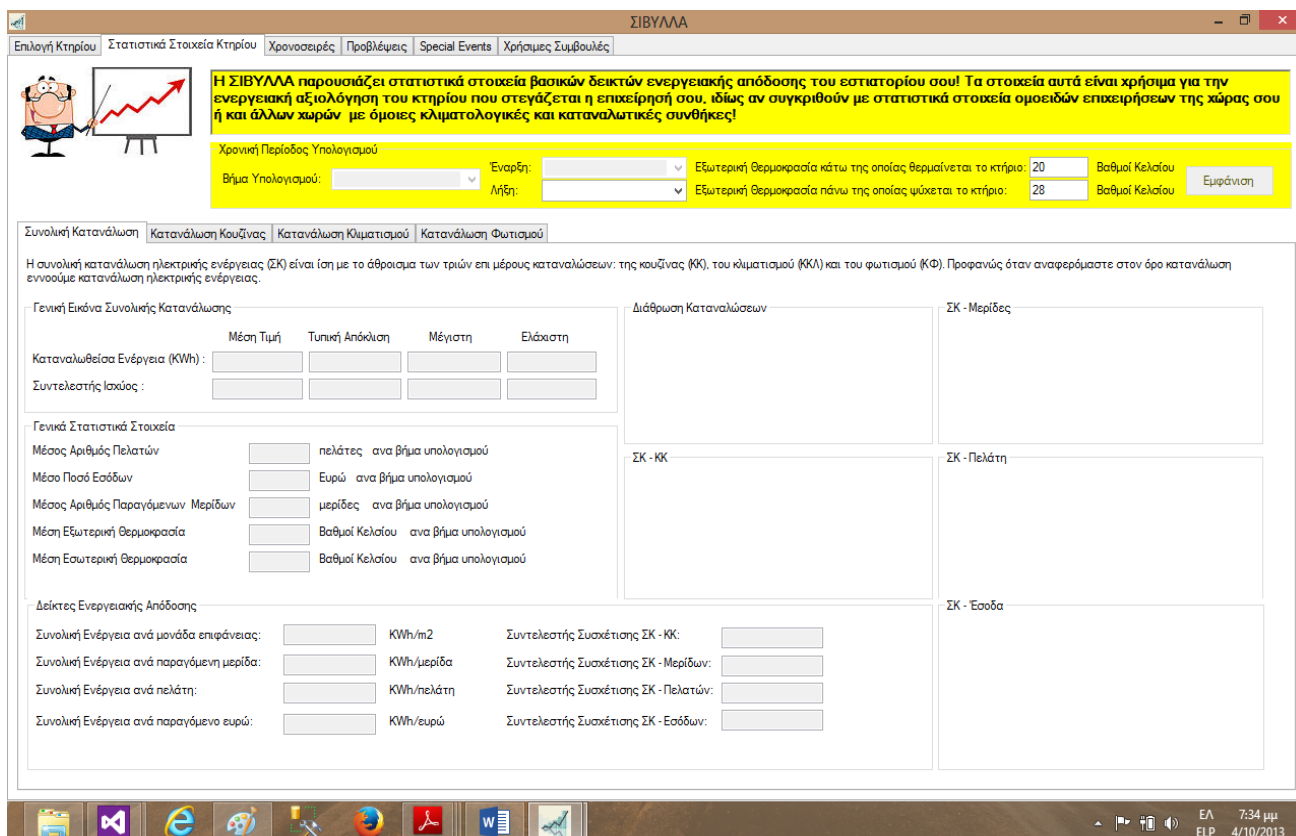 ΣΙΒΥΛΛΑ
Επιλογή Κτηρίου Στατιστικά Στοιχεία Κτηρίου Χρονοσειρές Προβλέψεις Special Events Χρήσιμες Συμβουλές
Η ΣΙΒΥΛΛΑ παρουσιάζει στατιστικά στοιχεία βασικών δεικτών ενεργειακής απόδοσης του εστιατορίου σου! Τα στοιχεία αυτά είναι χρήσιμα για την
ενεργειακή αξιολόγηση του κτηρίου που στεγάζεται η επιχείρησή σου, ιδίως αν συγκριθούν με στατιστικά στοιχεία ομοειδών επιχειρήσεων της χώρας σου
ή και άλλων χωρών με όμοιες κλιματολογικές και καταναλωτικές συνθήκες!
Χρονική Περίοδος Υπολογισμού
Βήμα Υπολογισμού:
Έναρξη:
Λήξη:
Εξωτερική Θερμοκρασία κάτω της οποίας θερμαίνεται το κτήριο: 20 Βαθμοί Κελσίου
Εξωτερική Θερμοκρασία πάνω της οποίας ψύχεται το κτήριο: 28 Βαθμοί Κελσίου
Εμφάνιση
Συνολική Κατανάλωση Κατανάλωση Κουζίνας Κατανάλωση Κλιματισμού Κατανάλωση Φωτισμού
Η συνολική κατανάλωση ηλεκτρικής ενέργειας (ΣΚ) είναι ίση με το άθροισμα των τριών επι μέρους καταναλώσεων: της κουζίνας (ΚΚ), του κλιματισμού (ΚΚΛ) και του φωτισμού (ΚΦ). Προφανώς όταν αναφερόμαστε στον όρο κατανάλωση
εννοούμε κατανάλωση ηλεκτρικής ενέργειας.
Γενική Εικόνα Συνολικής Κατανάλωσης
Μέση Τιμή Τυπική Απόκλιση Μέγιστη Ελάχιστη
Καταναλωθείσα Ενέργεια (KWh) :
Συντελεστής Ισχύος :
Διάθρωση Καταναλώσεων
ΣΚ - Μερίδες
Γενικά Στατιστικά Στοιχεία
Μέσος Αριθμός Πελατών πελάτες ανα βήμα υπολογισμού
Μέσο Ποσό Εσόδων Ευρώ ανα βήμα υπολογισμού
Μέσος Αριθμός Παραγόμενων Μερίδων μερίδες ανα βήμα υπολογισμού
Μέση Εξωτερική Θερμοκρασία Βαθμοί Κελσίου ανα βήμα υπολογισμού
Μέση Εσωτερική Θερμοκρασία Βαθμοί Κελσίου ανα βήμα υπολογισμού
ΣΚ - ΚΚ
ΣΚ - Πελάτη
Δείκτες Ενεργειακής Απόδοσης
Συνολική Ενέργεια ανά μονάδα επιφάνειας: KWh/m2 Συντελεστής Συσχέτισης ΣΚ - ΚΚ:
Συνολική Ενέργεια ανά παραγόμενη μερίδα: KWh/μερίδα Συντελεστής Συσχέτισης ΣΚ - Μερίδων:
Συνολική Ενέργεια ανά πελάτη: KWh/πελάτη Συντελεστής Συσχέτισης ΣΚ - Πελατών:
Συνολική Ενέργεια ανά παραγόμενο ευρώ: KWh/ευρώ Συντελεστής Συσχέτισης ΣΚ - Εσόδων:
ΣΚ - Έσοδα
ΕΛ 7:34 μμ
ELP 4/10/2013